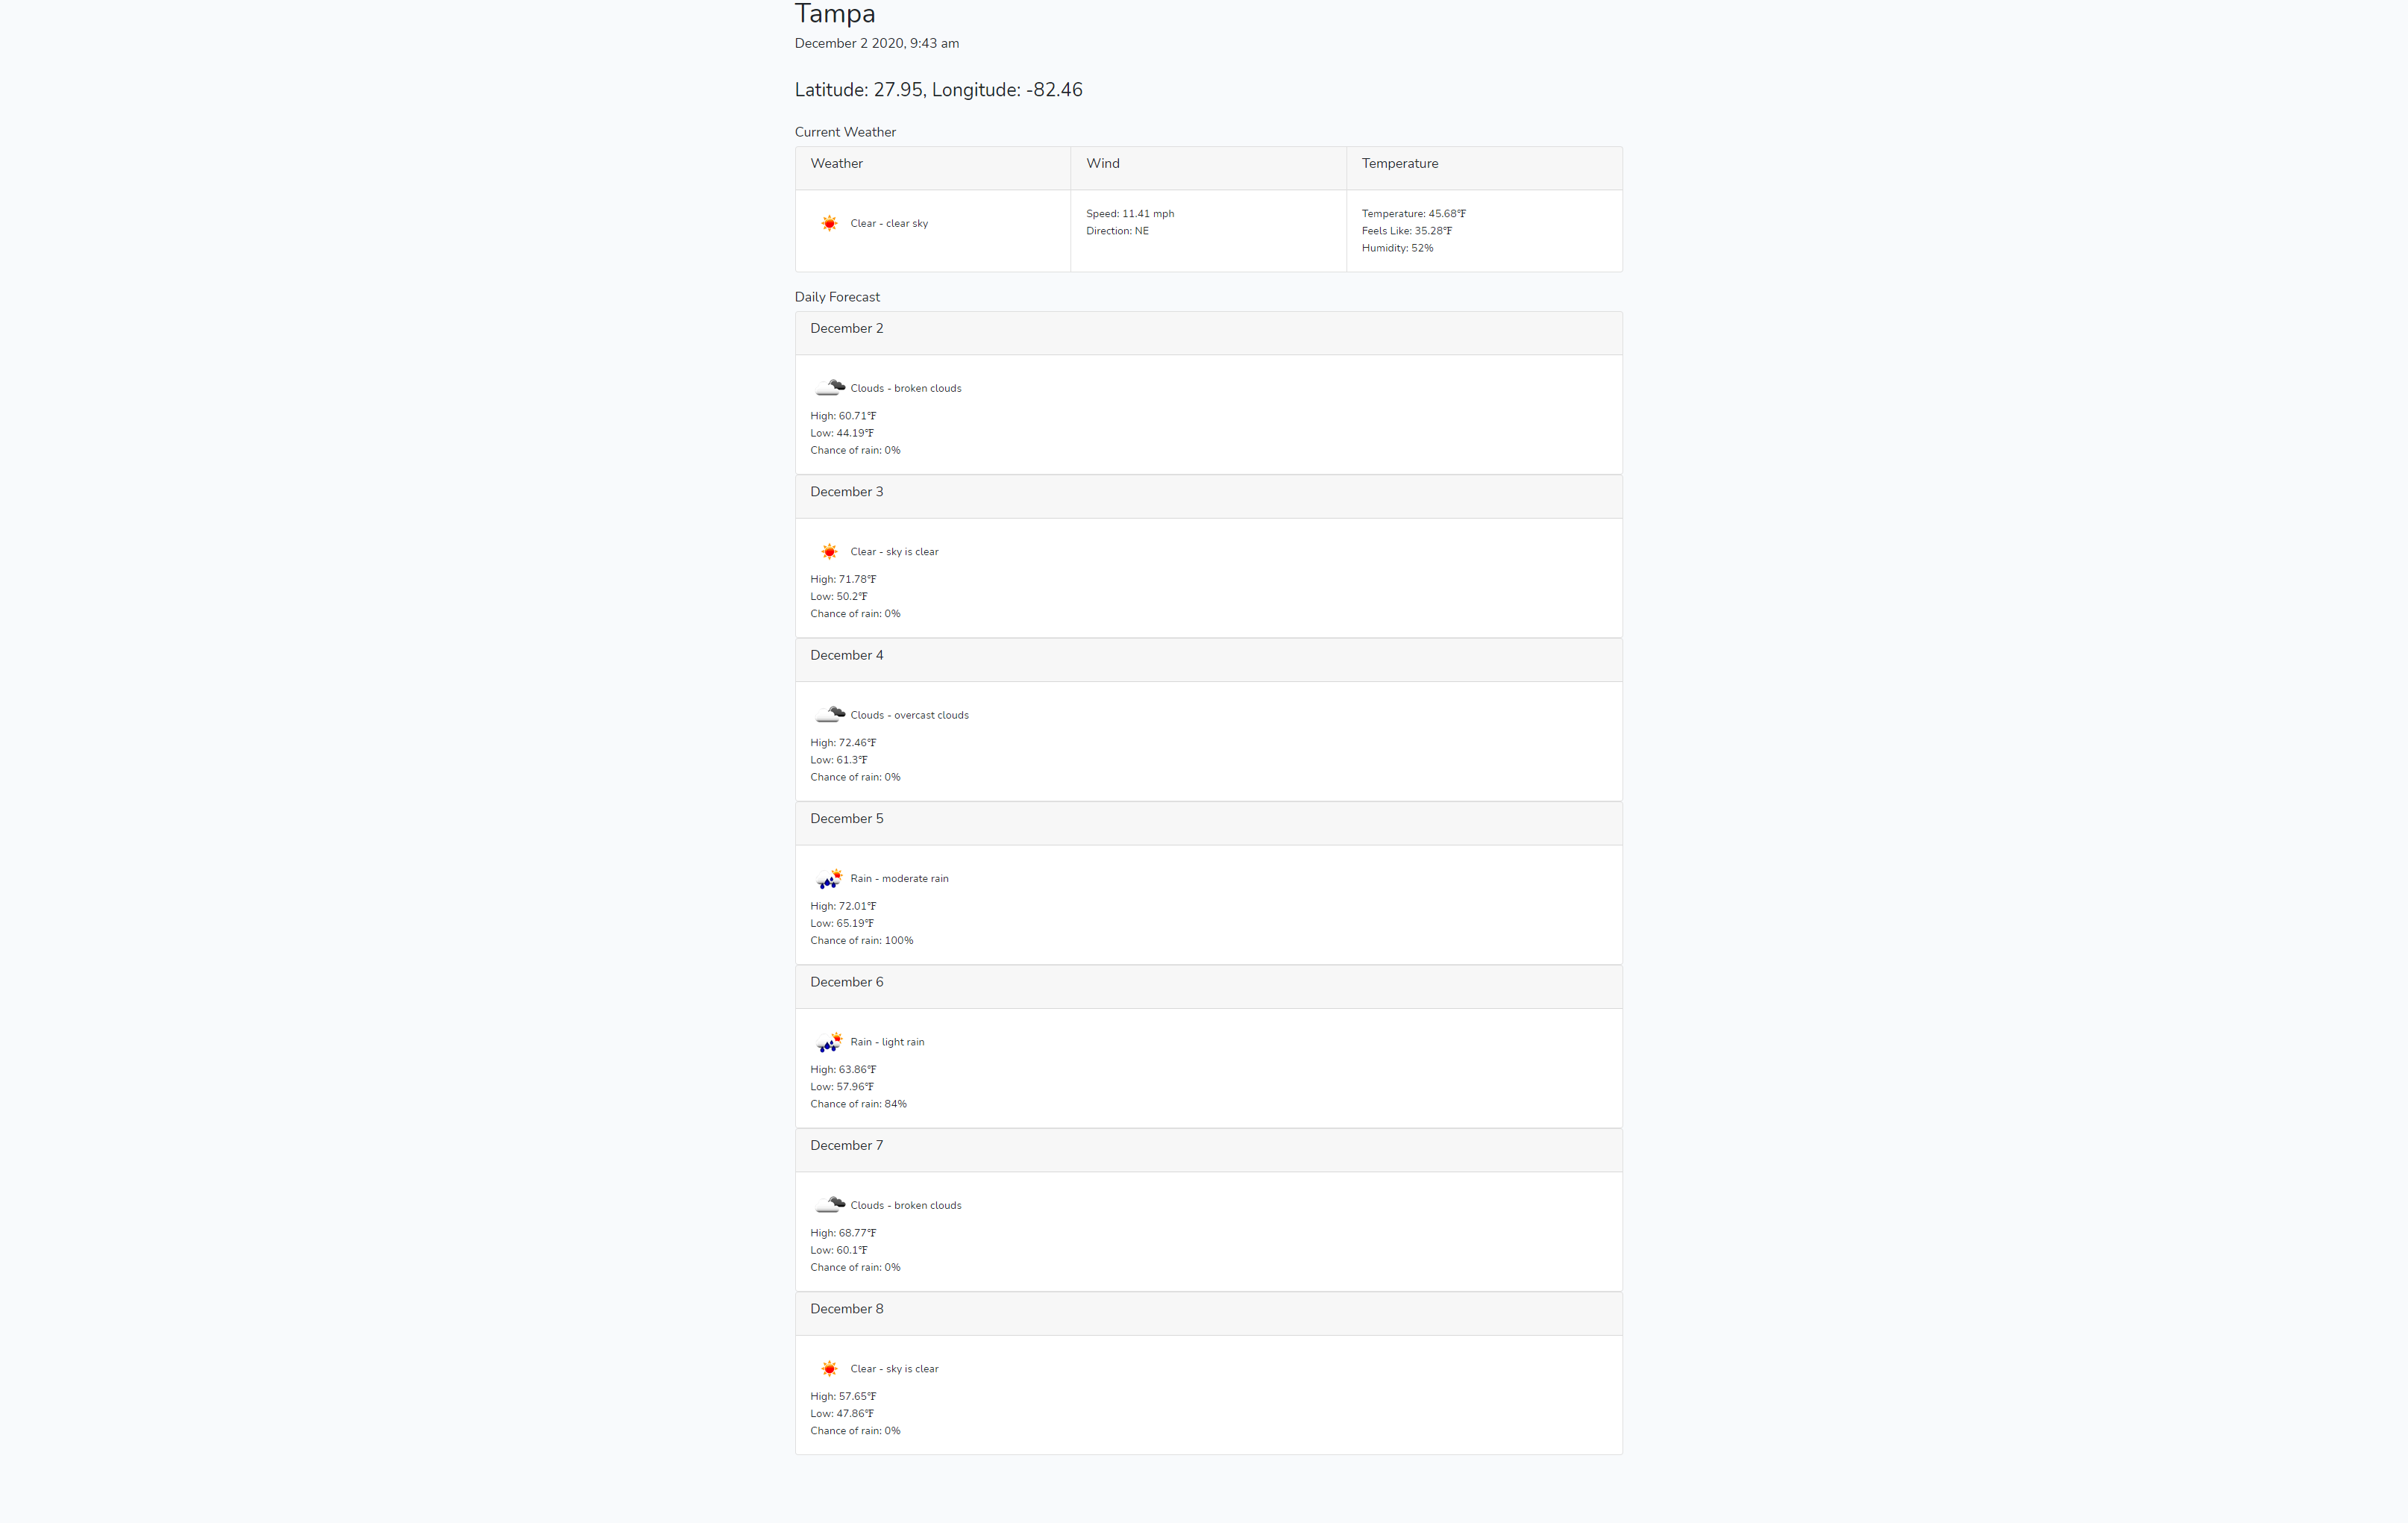 Tampa
December 2 2020, 9:43 am
Latitude: 27.95, Longitude: -82.46
Current Weather
Weather
Wind
Temperature
Clear - clear sky
Speed: 11.41 mph
Direction: NE
Temperature: 45.68℉
Feels Like: 35.28℉
Humidity: 52%
Daily Forecast
December 2
Clouds - broken clouds
High: 60.71℉
Low: 44.19℉
Chance of rain: 0%
December 3
Clear - sky is clear
High: 71.78℉
Low: 50.2℉
Chance of rain: 0%
December 4
Clouds - overcast clouds
High: 72.46℉
Low: 61.3℉
Chance of rain: 0%
December 5
Rain - moderate rain
High: 72.01℉
Low: 65.19℉
Chance of rain: 100%
December 6
Rain - light rain
High: 63.86℉
Low: 57.96℉
Chance of rain: 84%
December 7
Clouds - broken clouds
High: 68.77℉
Low: 60.1℉
Chance of rain: 0%
December 8
Clear - sky is clear
High: 57.65℉
Low: 47.86℉
Chance of rain: 0%